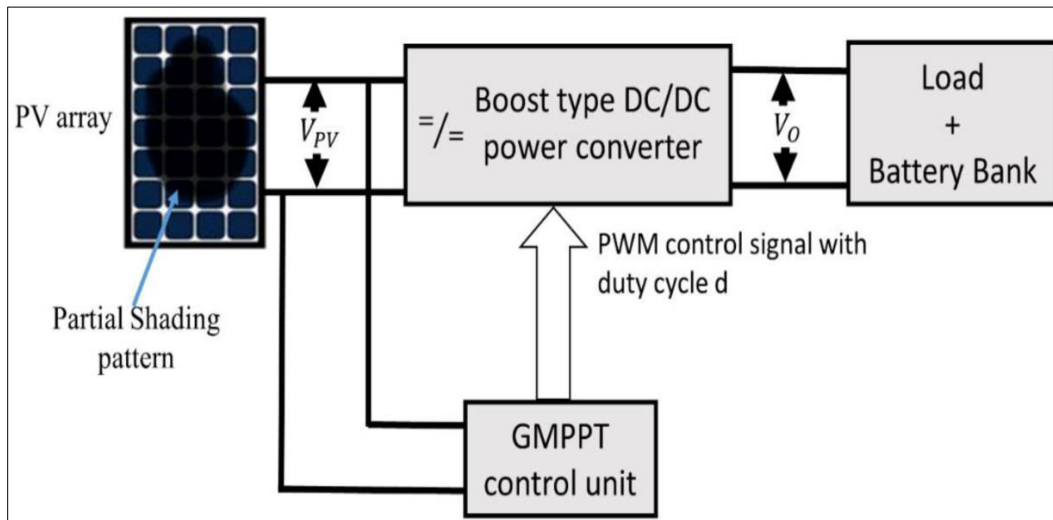 PV array
Partial Shading
pattern
V_PV
=/=
Boost type DC/DC
power converter
V_O
Load
+
Battery Bank
PWM control signal with
duty cycle d
GMPPT
control unit